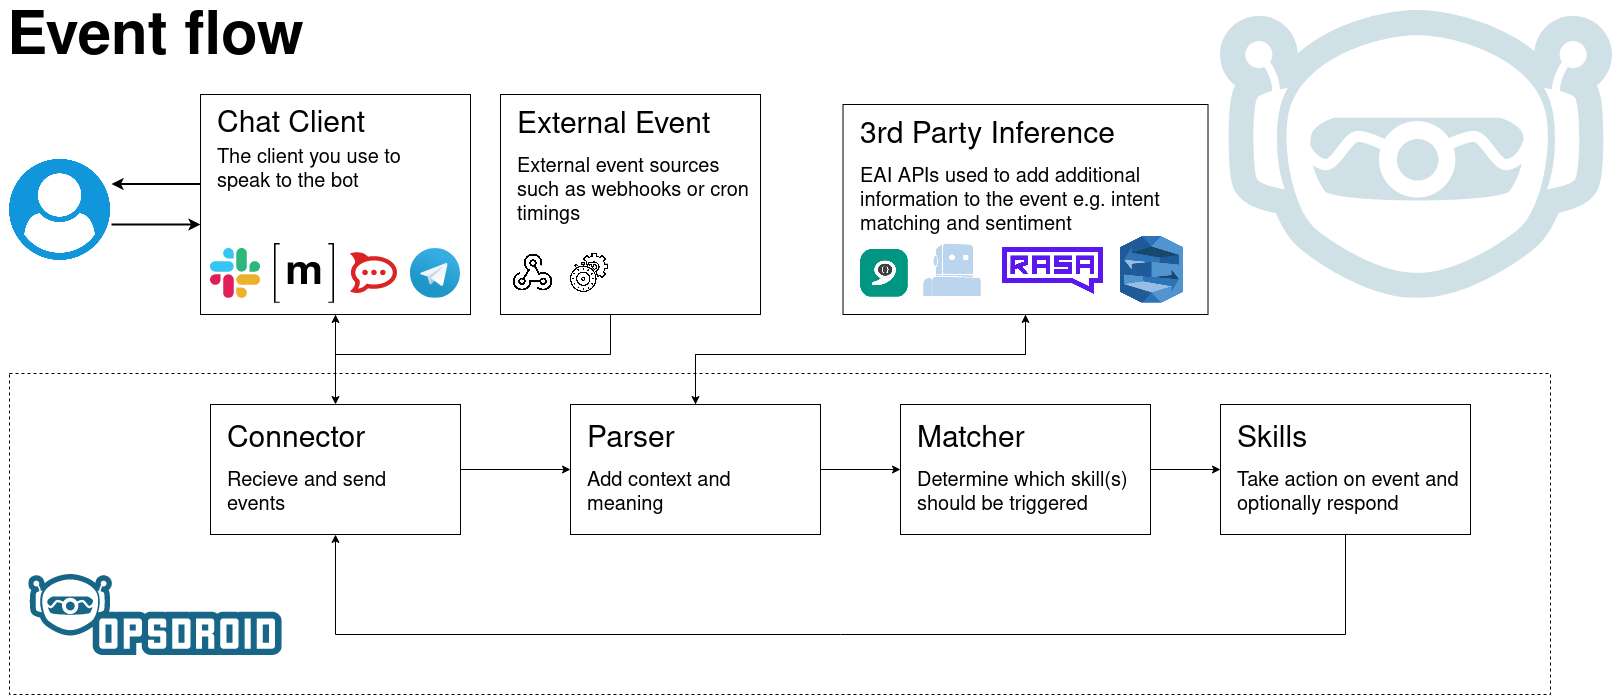 Event flow
Chat Client
The client you use to
speak to the bot
[m]
External Event
External event sources
such as webhooks or cron
timings
3rd Party Inference
EAI APIs used to add additional
information to the event e.g. intent
matching and sentiment
RASA
Connector
Recieve and send
events
Parser
Add context and
meaning
Matcher
Determine which skill(s)
should be triggered
Skills
Take action on event and
optionally respond
OPSDROID